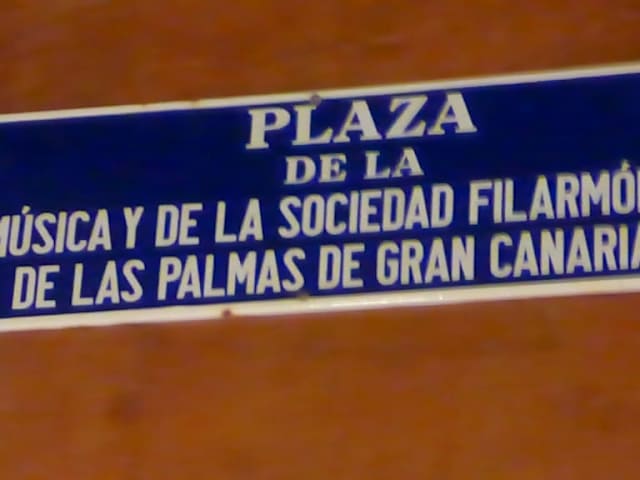 PLAZA
DE LA
MÚSICA Y DE LA SOCIEDAD FILARMÓ
DE LAS PALMAS DE GRAN CANARIA